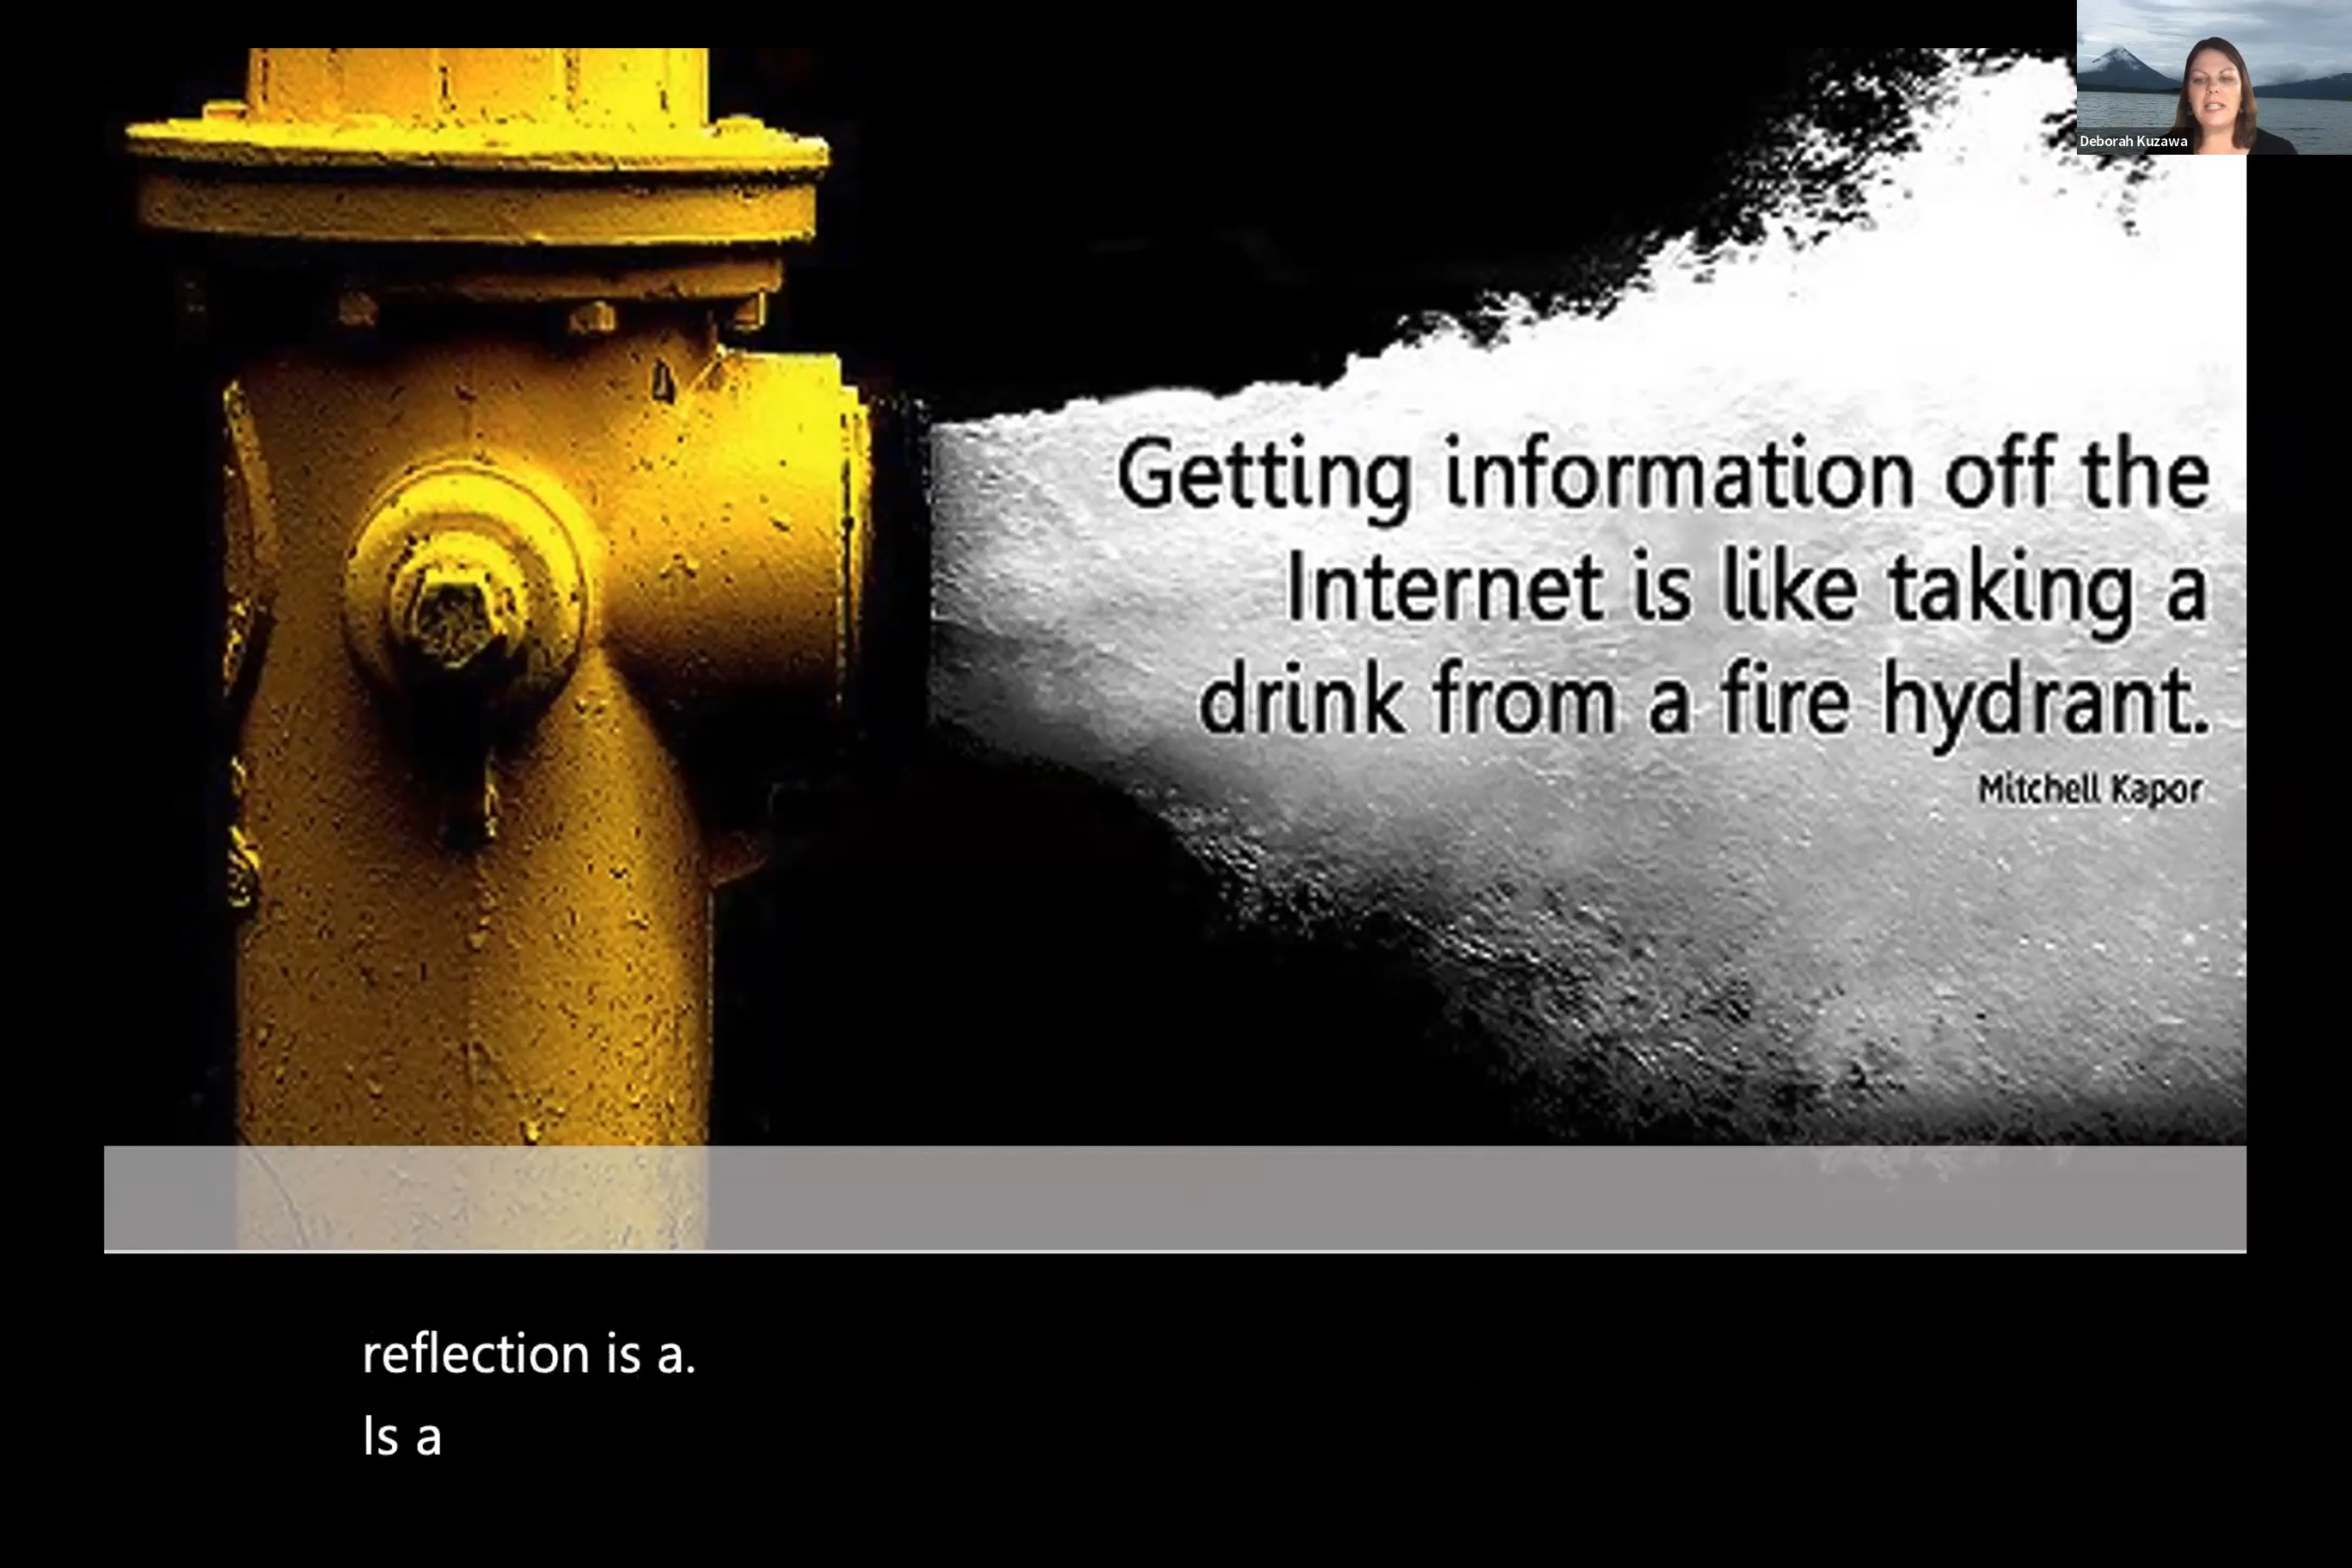 Deborah Kuzawa
Getting information off the
Internet is like taking a
drink from a fire hydrant.
Mitchell Kapor
reflection is a.
Is a